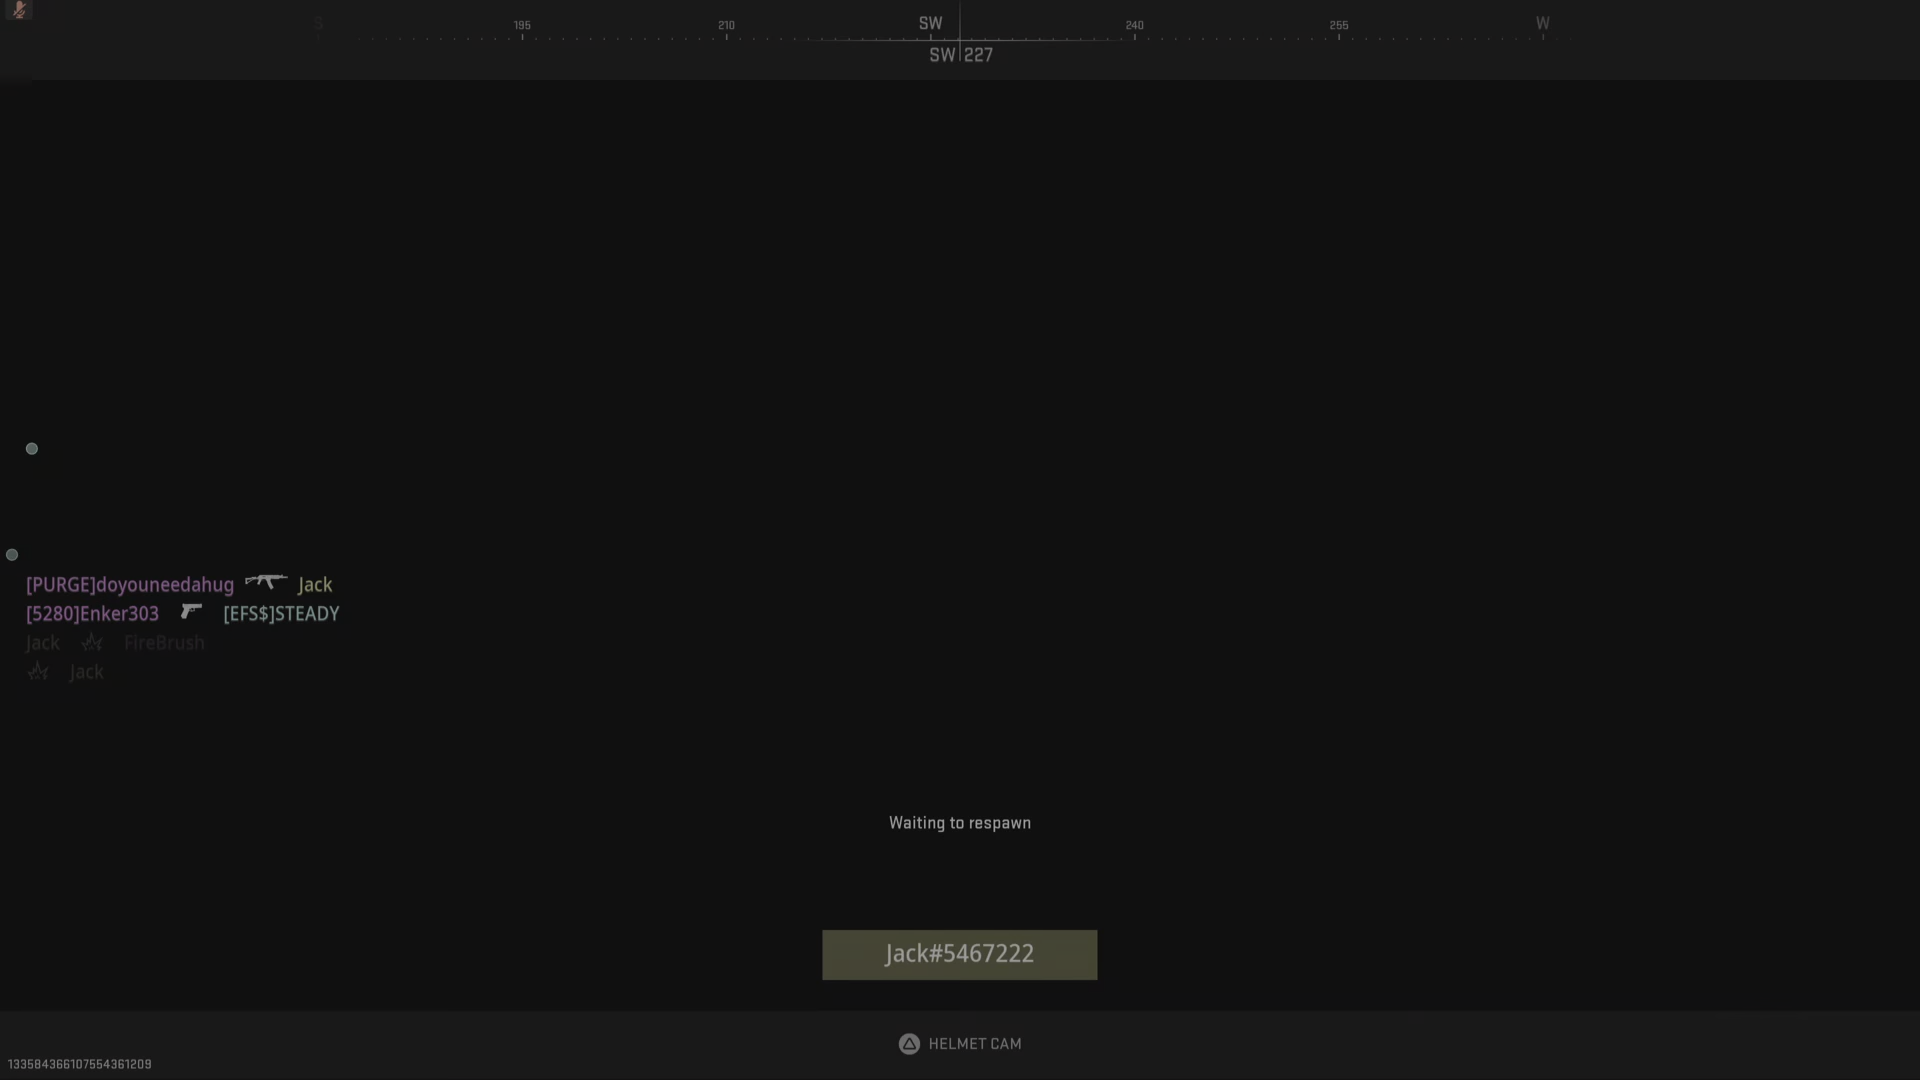 S 195 210 SW 240 255 W
SW 227
[PURGE]doyouneedahug Jack
[5280]Enker303 [EFS$]STEADY
Jack FireBrush
Jack
Waiting to respawn
Jack#5467222
HELMET CAM
133584366107554361209